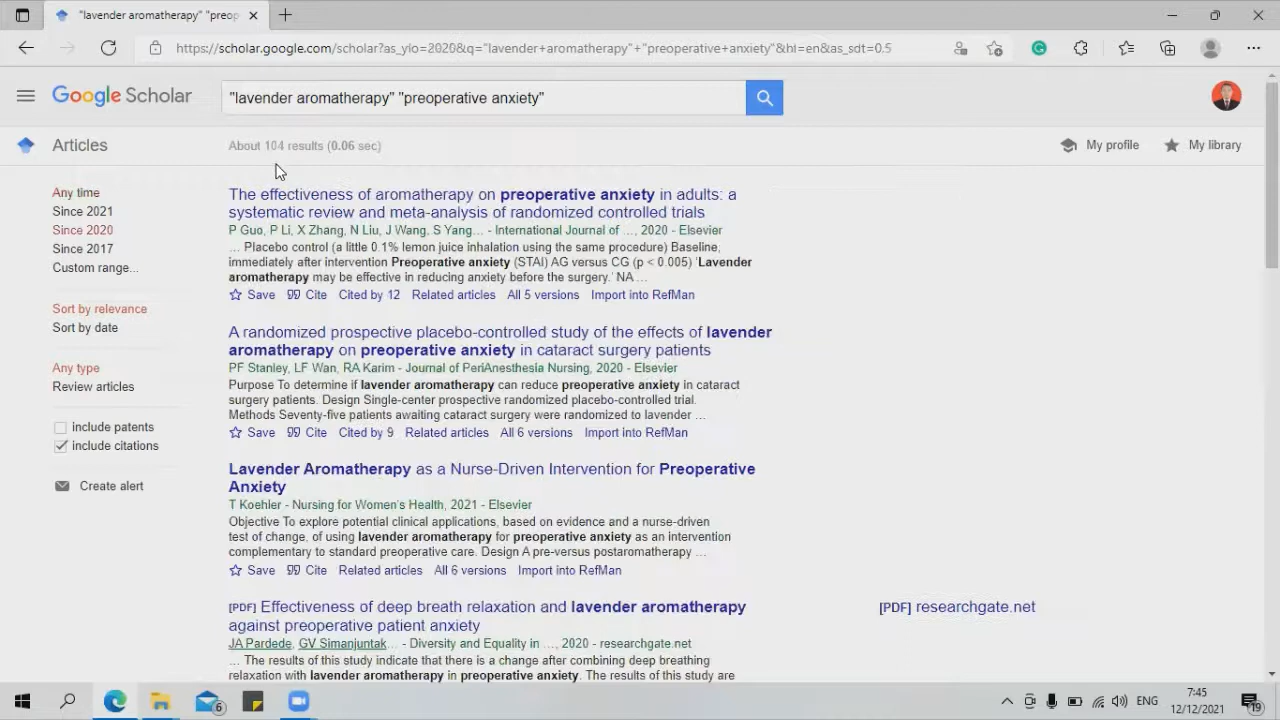 "lavender aromatherapy" "preop
https://scholar.google.com/scholar?as_ylo=2020&q="lavender+aromatherapy"+"preoperative+anxiety"&hl=en&as_sdt=0.5
Google Scholar
"lavender aromatherapy" "preoperative anxiety"
Articles
About 104 results (0.06 sec)
My profile
My library
Any time
Since 2021
Since 2020
Since 2017
Custom range...
Sort by relevance
Sort by date
Any type
Review articles
include patents
include citations
Create alert
The effectiveness of aromatherapy on preoperative anxiety in adults: a
systematic review and meta-analysis of randomized controlled trials
P Guo, P Li, X Zhang, N Liu, J Wang, S Yang… - International Journal of …, 2020 - Elsevier
… Placebo control (a little 0.1% lemon juice inhalation using the same procedure) Baseline,
immediately after intervention Preoperative anxiety (STAI) AG versus CG (p < 0.005) 'Lavender
aromatherapy may be effective in reducing anxiety before the surgery.' NA …
Save Cite Cited by 12 Related articles All 5 versions Import into RefMan
A randomized prospective placebo-controlled study of the effects of lavender
aromatherapy on preoperative anxiety in cataract surgery patients
PF Stanley, LF Wan, RA Karim - Journal of PeriAnesthesia Nursing, 2020 - Elsevier
Purpose To determine if lavender aromatherapy can reduce preoperative anxiety in cataract
surgery patients. Design Single-center prospective randomized placebo-controlled trial.
Methods Seventy-five patients awaiting cataract surgery were randomized to lavender …
Save Cite Cited by 9 Related articles All 6 versions Import into RefMan
Lavender Aromatherapy as a Nurse-Driven Intervention for Preoperative
Anxiety
T Koehler - Nursing for Women's Health, 2021 - Elsevier
Objective To explore potential clinical applications, based on evidence and a nurse-driven
test of change, of using lavender aromatherapy for preoperative anxiety as an intervention
complementary to standard preoperative care. Design A pre-versus postaromatherapy …
Save Cite Related articles All 6 versions Import into RefMan
[PDF] Effectiveness of deep breath relaxation and lavender aromatherapy
against preoperative patient anxiety
[PDF] researchgate.net
JA Pardede, GV Simanjuntak… - Diversity and Equality in …, 2020 - researchgate.net
… The results of this study indicate that there is a change after combining deep breathing
relaxation with lavender aromatherapy in preoperative anxiety. The results of this study are
6
ENG
7:45
12/12/2021
19